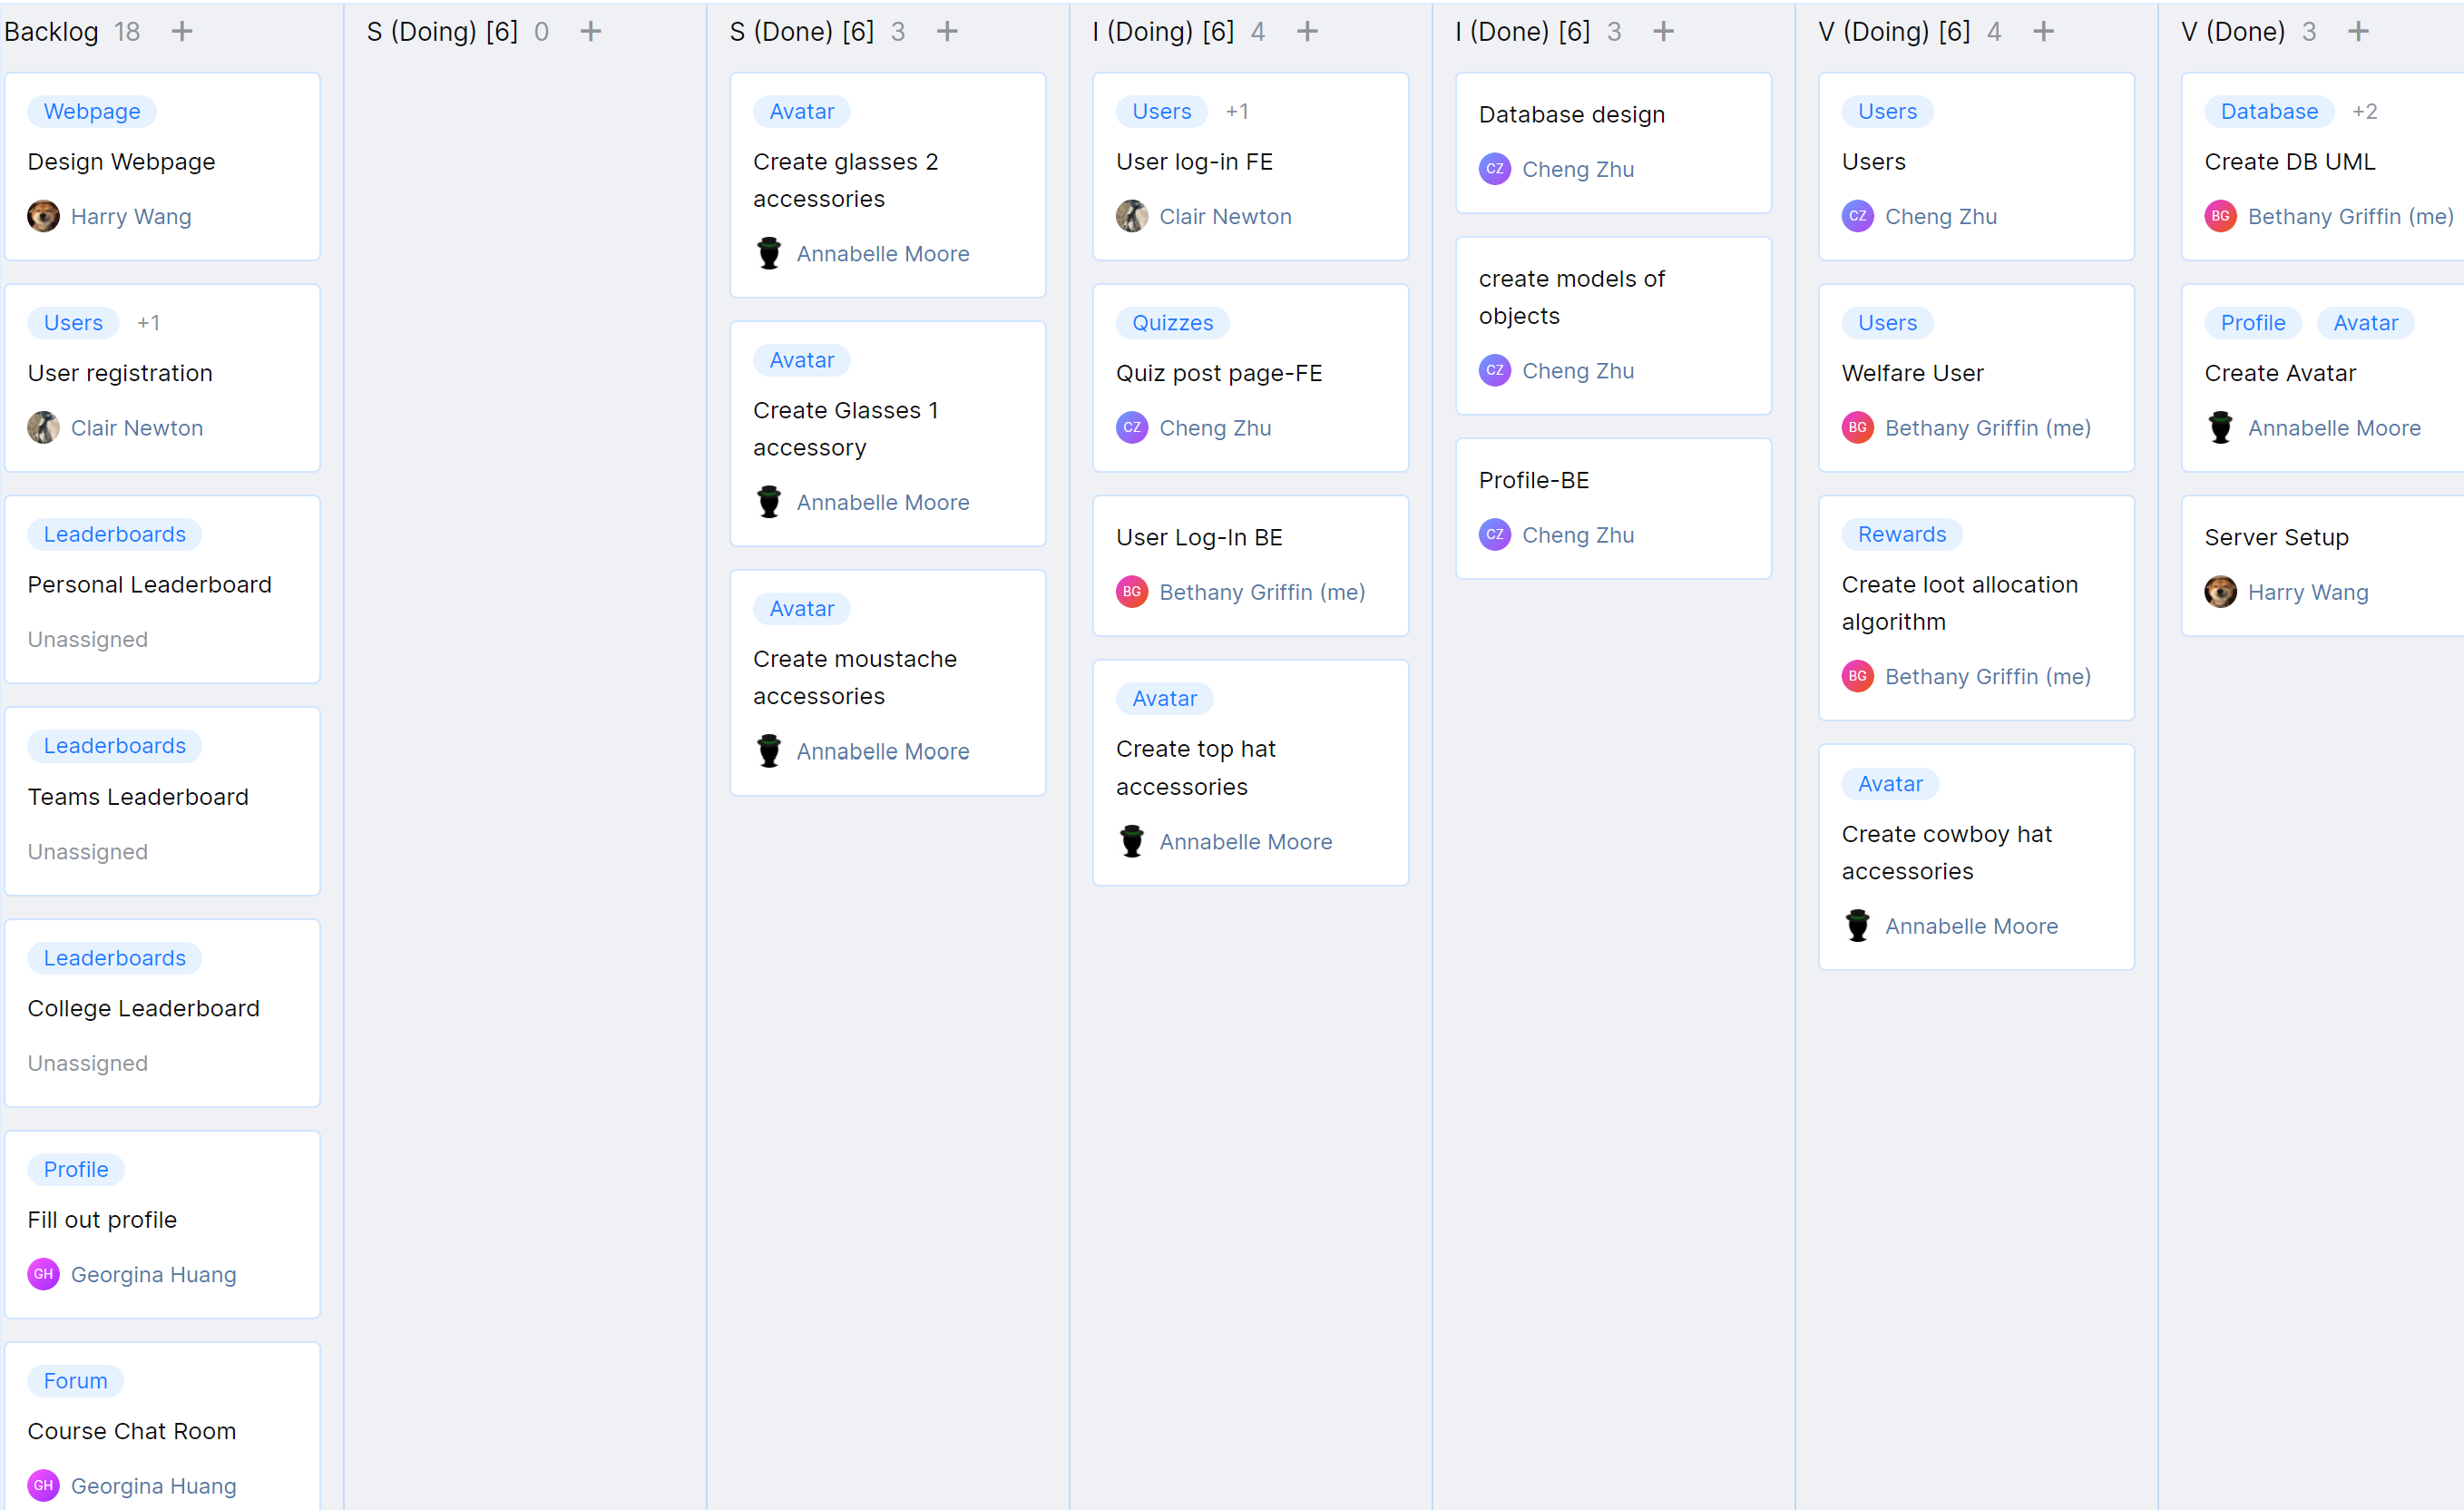 Backlog 18 +
Webpage
Design Webpage
Harry Wang
Users +1
User registration
Clair Newton
Leaderboards
Personal Leaderboard
Unassigned
Leaderboards
Teams Leaderboard
Unassigned
Leaderboards
College Leaderboard
Unassigned
Profile
Fill out profile
GH Georgina Huang
Forum
Course Chat Room
GH Georgina Huang
S (Doing) [6] 0 +
S (Done) [6] 3 +
Avatar
Create glasses 2
accessories
Annabelle Moore
Avatar
Create Glasses 1
accessory
Annabelle Moore
Avatar
Create moustache
accessories
Annabelle Moore
I (Doing) [6] 4 +
Users +1
User log-in FE
Clair Newton
Quizzes
Quiz post page-FE
CZ Cheng Zhu
User Log-In BE
BG Bethany Griffin (me)
Avatar
Create top hat
accessories
Annabelle Moore
I (Done) [6] 3 +
Database design
CZ Cheng Zhu
create models of
objects
CZ Cheng Zhu
Profile-BE
CZ Cheng Zhu
V (Doing) [6] 4 +
Users
Users
CZ Cheng Zhu
Users
Welfare User
BG Bethany Griffin (me)
Rewards
Create loot allocation
algorithm
BG Bethany Griffin (me)
Avatar
Create cowboy hat
accessories
Annabelle Moore
V (Done) 3 +
Database +2
Create DB UML
BG Bethany Griffin (me)
Profile Avatar
Create Avatar
Annabelle Moore
Server Setup
Harry Wang